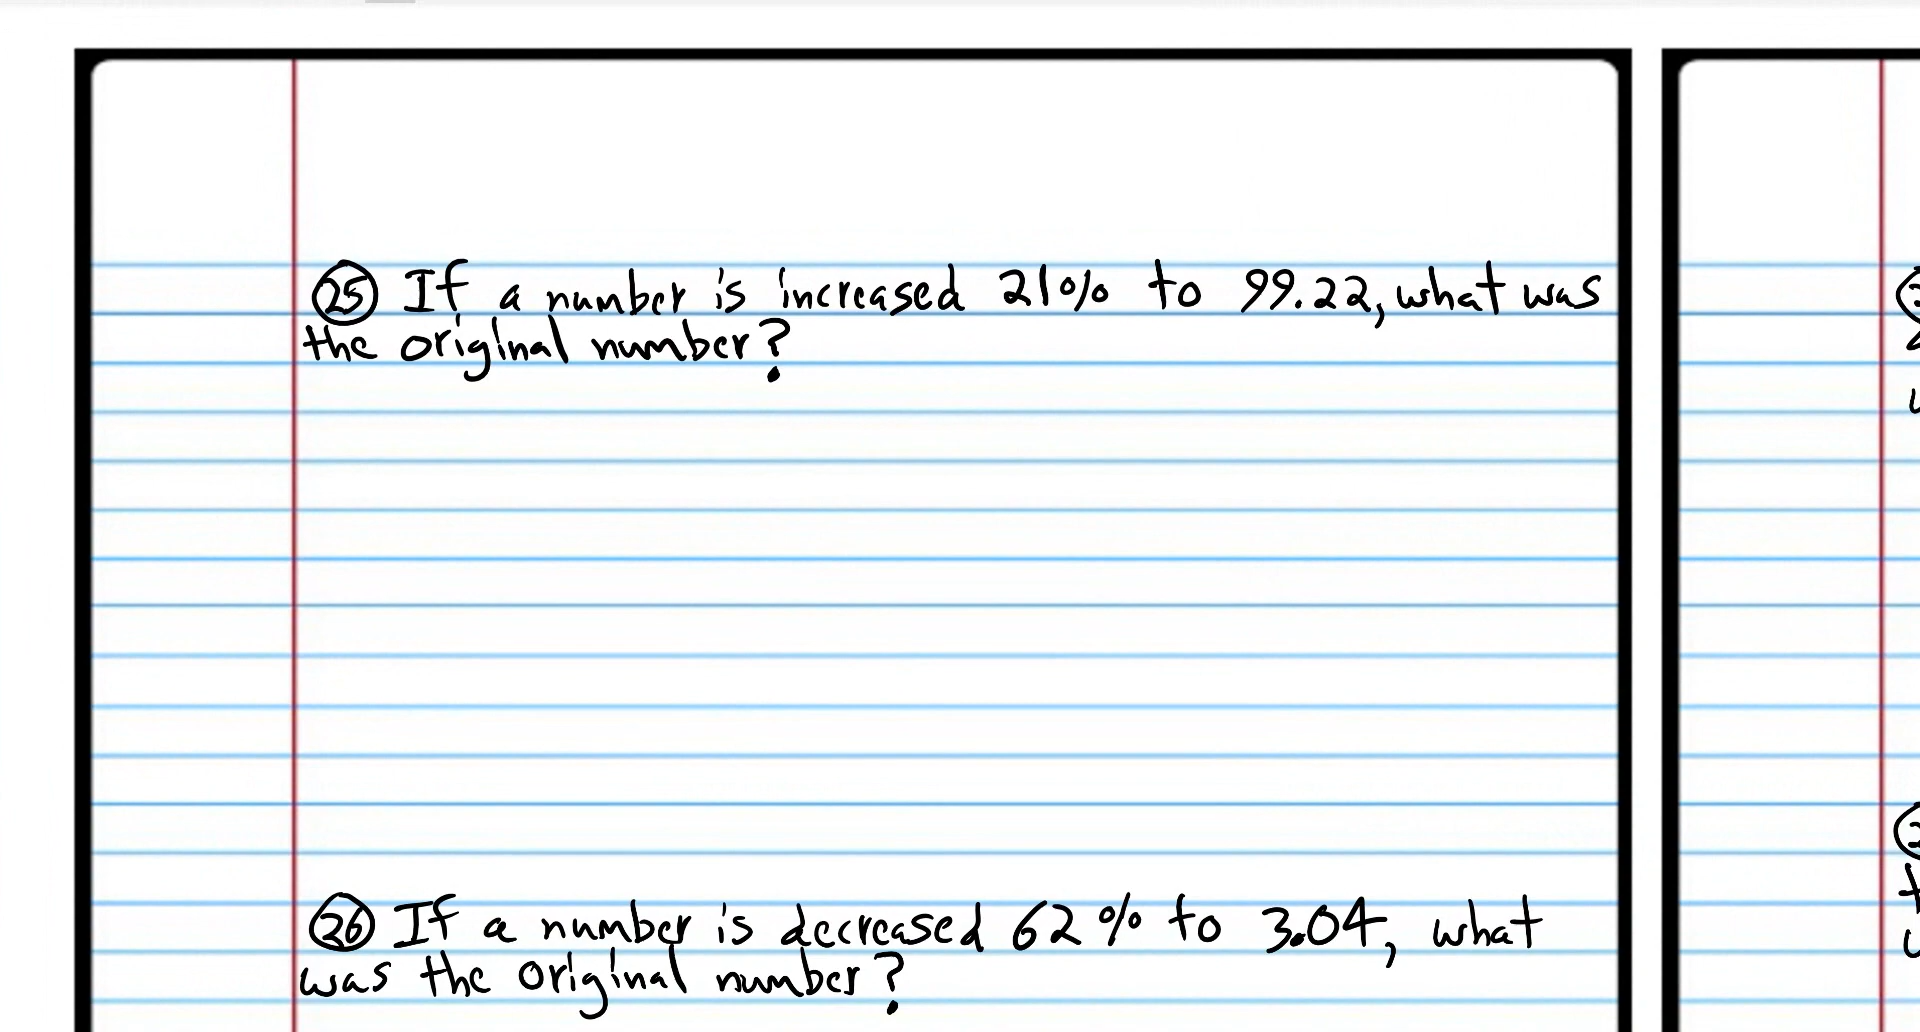 25 If a number is increased 21% to 99.22, what was
the original number?
26 If a number is decreased 62% to 3.04, what
was the original number?